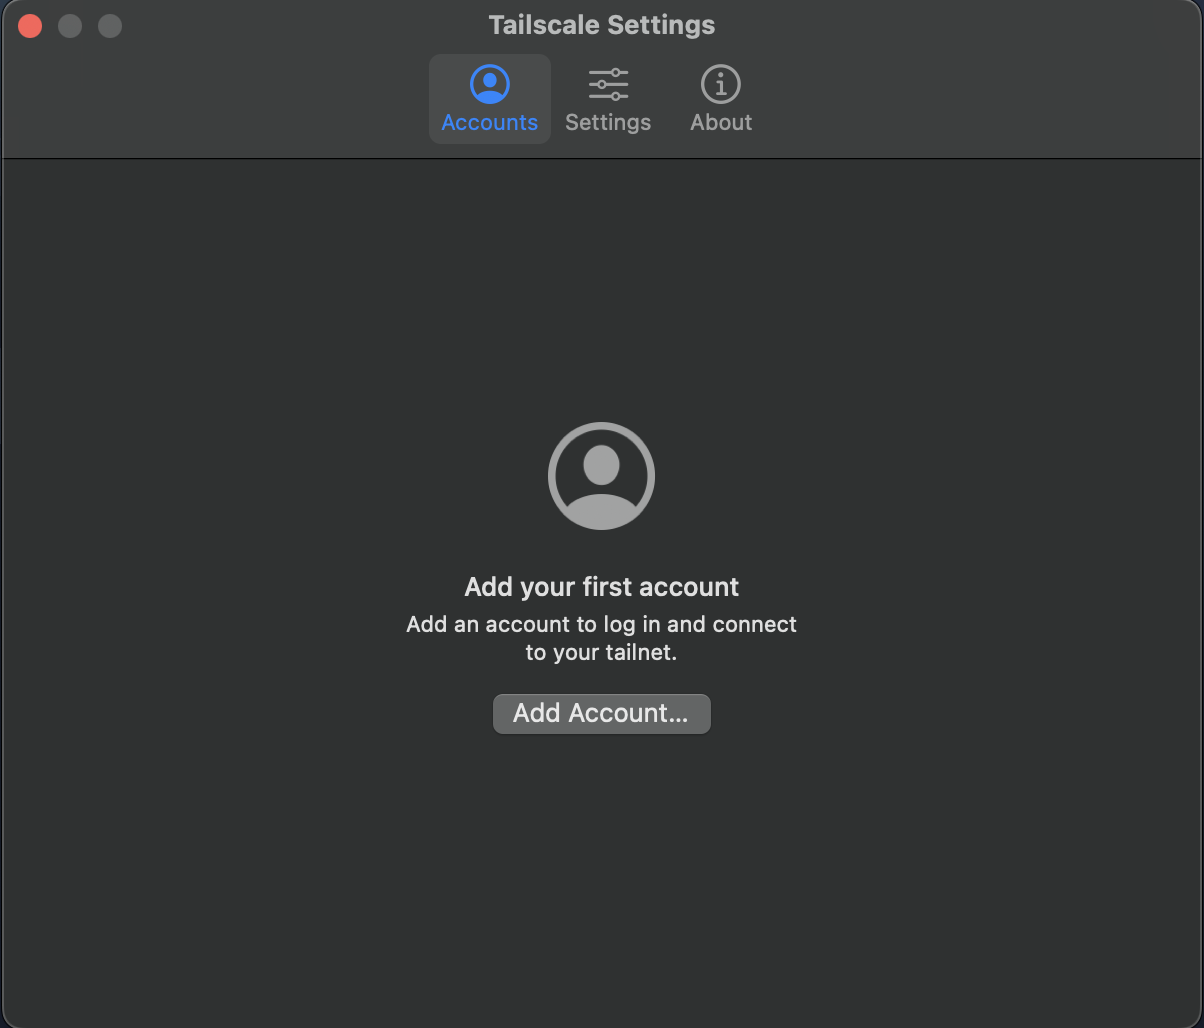 Tailscale Settings
Accounts
Settings
About
Add your first account
Add an account to log in and connect
to your tailnet.
Add Account...